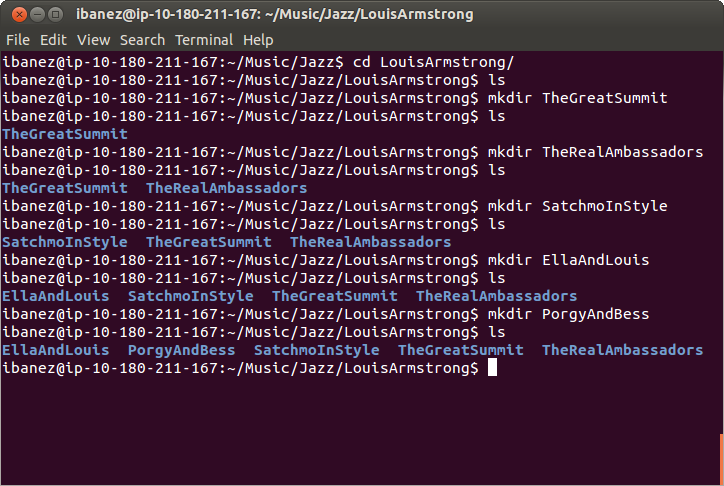 ibanez@ip-10-180-211-167: ~/Music/Jazz/LouisArmstrong
File Edit View Search Terminal Help
ibanez@ip-10-180-211-167:~/Music/Jazz$ cd LouisArmstrong/
ibanez@ip-10-180-211-167:~/Music/Jazz/LouisArmstrong$ ls
ibanez@ip-10-180-211-167:~/Music/Jazz/LouisArmstrong$ mkdir TheGreatSummit
ibanez@ip-10-180-211-167:~/Music/Jazz/LouisArmstrong$ ls
TheGreatSummit
ibanez@ip-10-180-211-167:~/Music/Jazz/LouisArmstrong$ mkdir TheRealAmbassadors
ibanez@ip-10-180-211-167:~/Music/Jazz/LouisArmstrong$ ls
TheGreatSummit  TheRealAmbassadors
ibanez@ip-10-180-211-167:~/Music/Jazz/LouisArmstrong$ mkdir SatchmoInStyle
ibanez@ip-10-180-211-167:~/Music/Jazz/LouisArmstrong$ ls
SatchmoInStyle  TheGreatSummit  TheRealAmbassadors
ibanez@ip-10-180-211-167:~/Music/Jazz/LouisArmstrong$ mkdir EllaAndLouis
ibanez@ip-10-180-211-167:~/Music/Jazz/LouisArmstrong$ ls
EllaAndLouis  SatchmoInStyle  TheGreatSummit  TheRealAmbassadors
ibanez@ip-10-180-211-167:~/Music/Jazz/LouisArmstrong$ mkdir PorgyAndBess
ibanez@ip-10-180-211-167:~/Music/Jazz/LouisArmstrong$ ls
EllaAndLouis  PorgyAndBess  SatchmoInStyle  TheGreatSummit  TheRealAmbassadors
ibanez@ip-10-180-211-167:~/Music/Jazz/LouisArmstrong$